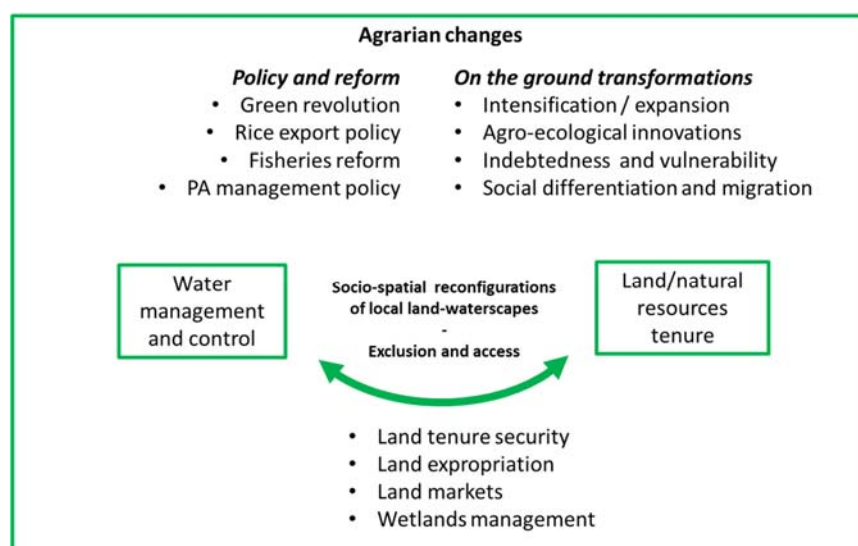 Agrarian changes
Policy and reform
• Green revolution
• Rice export policy
• Fisheries reform
• PA management policy
On the ground transformations
• Intensification / expansion
• Agro-ecological innovations
• Indebtedness and vulnerability
• Social differentiation and migration
Water
management
and control
Socio-spatial reconfigurations
of local land-waterscapes
-
Exclusion and access
Land/natural
resources
tenure
• Land tenure security
• Land expropriation
• Land markets
• Wetlands management